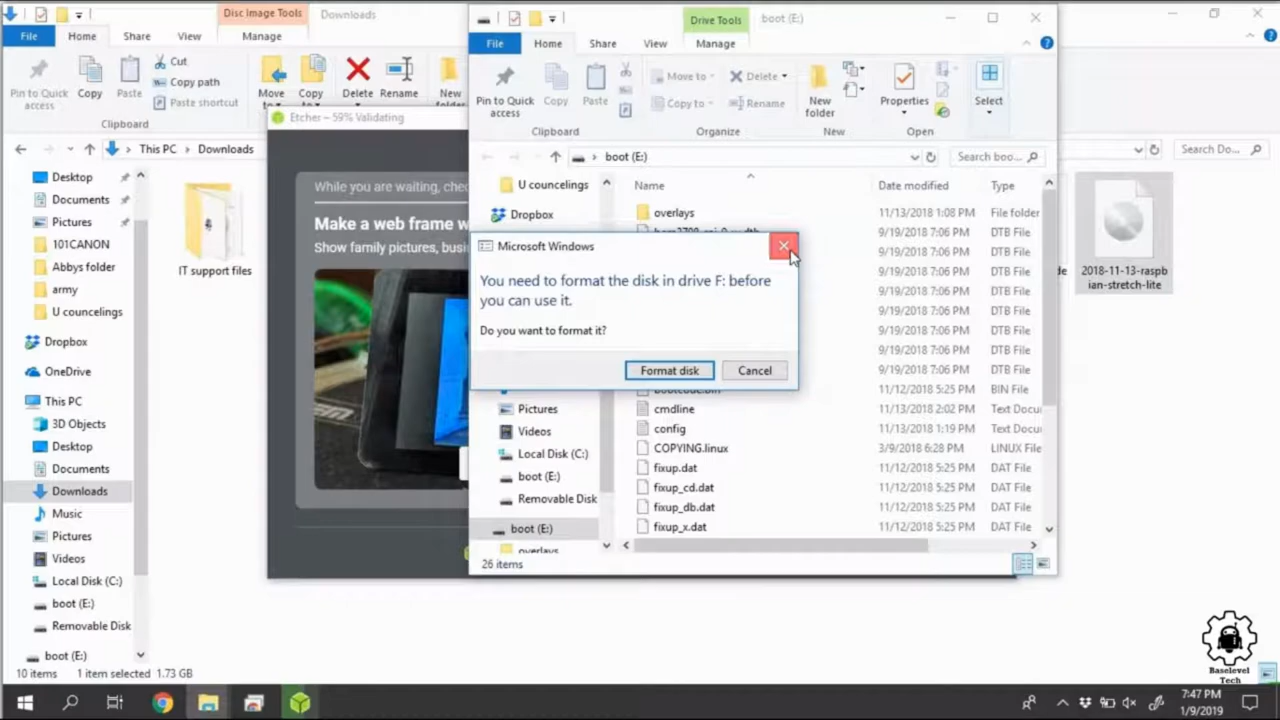 Disc Image Tools
Downloads
File
Home
Share
View
Manage
Pin to Quick
access
Copy
Paste
Cut
Copy path
Paste shortcut
Clipboard
Move
to
Copy
to
Delete
Rename
New
folder
This PC
Downloads
Search Do...
Desktop
Documents
Pictures
101CANON
Abbys folder
army
U councelings
Dropbox
OneDrive
This PC
3D Objects
Desktop
Documents
Downloads
Music
Pictures
Videos
Local Disk (C:)
boot (E:)
Removable Disk
boot (E:)
10 items
1 item selected
1.73 GB
IT support files
2018-11-13-raspb
ian-stretch-lite
Etcher – 59% Validating
While you are waiting, chec
Make a web frame w
Show family pictures, busi
Drive Tools
boot (E:)
File
Home
Share
View
Manage
Pin to Quick
access
Copy
Paste
Clipboard
Move to
Copy to
Delete
Rename
Organize
New
folder
New
Properties
Open
Select
boot (E:)
Search boo...
U councelings
Dropbox
Pictures
Videos
Local Disk (C:)
boot (E:)
Removable Disk
boot (E:)
overlays
Name
Date modified
Type
overlays 11/13/2018 1:08 PM File folder
9/19/2018 7:06 PM DTB File
9/19/2018 7:06 PM DTB File
9/19/2018 7:06 PM DTB File
9/19/2018 7:06 PM DTB File
9/19/2018 7:06 PM DTB File
9/19/2018 7:06 PM DTB File
9/19/2018 7:06 PM DTB File
9/19/2018 7:06 PM DTB File
bootcode.bin 11/12/2018 5:25 PM BIN File
cmdline 11/13/2018 2:02 PM Text Docu
config 11/13/2018 1:19 PM Text Docu
COPYING.linux 3/9/2018 6:28 PM LINUX File
fixup.dat 11/12/2018 5:25 PM DAT File
fixup_cd.dat 11/12/2018 5:25 PM DAT File
fixup_db.dat 11/12/2018 5:25 PM DAT File
fixup_x.dat 11/12/2018 5:25 PM DAT File
26 items
Microsoft Windows
You need to format the disk in drive F: before
you can use it.
Do you want to format it?
Format disk
Cancel
Baselevel
Tech
7:47 PM
1/9/2019